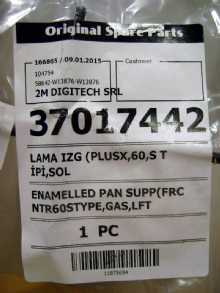 Original Spare Parts
166865 / 09.01.2015
Customer
104754
58642-W13876-W13876
2M DIGITECH SRL
37017442
LAMA IZG (PLUSX,60,S T
İPİ,SOL
ENAMELLED PAN SUPP(FRC
NTR60STYPE,GAS,LFT
1 PC